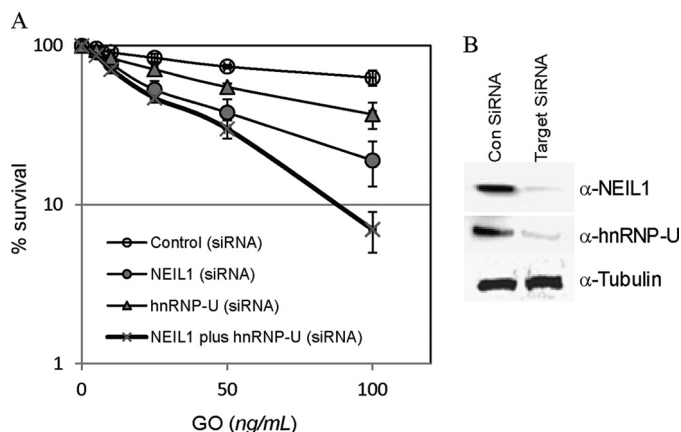 A
100
10
1
% survival
Control (siRNA)
NEIL1 (siRNA)
hnRNP-U (siRNA)
NEIL1 plus hnRNP-U (siRNA)
0
50
100
GO (ng/mL)
B
Con SiRNA
Target SiRNA
α-NEIL1
α-hnRNP-U
α-Tubulin